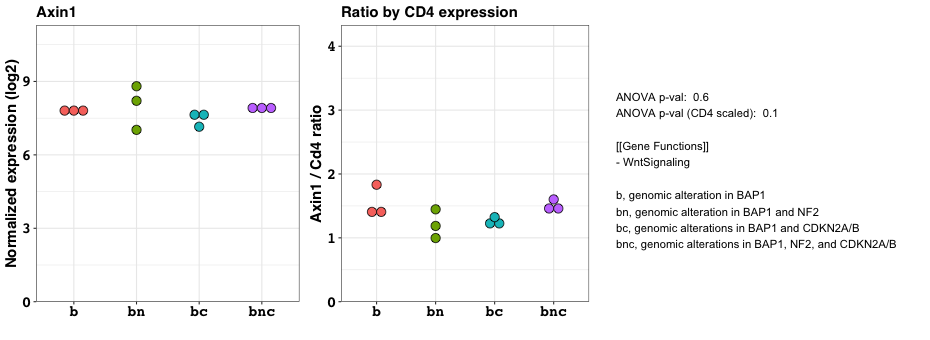 Axin1
Normalized expression (log2)
9
6
3
0
b
bn
bc
bnc
Ratio by CD4 expression
Axin1 / Cd4 ratio
4
3
2
1
0
b
bn
bc
bnc
ANOVA p-val:  0.6
ANOVA p-val (CD4 scaled):  0.1
[[Gene Functions]]
- WntSignaling
b, genomic alteration in BAP1
bn, genomic alteration in BAP1 and NF2
bc, genomic alterations in BAP1 and CDKN2A/B
bnc, genomic alterations in BAP1, NF2, and CDKN2A/B